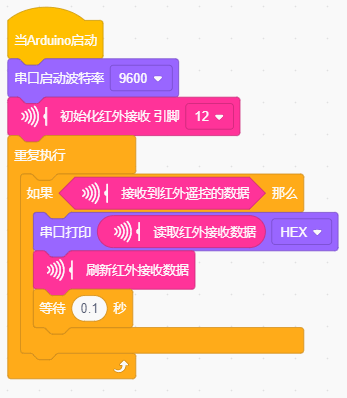 当Arduino启动
串口启动波特率 9600
初始化红外接收 引脚 12
重复执行
如果 接收到红外遥控的数据 那么
串口打印 读取红外接收数据 HEX
刷新红外接收数据
等待 0.1 秒